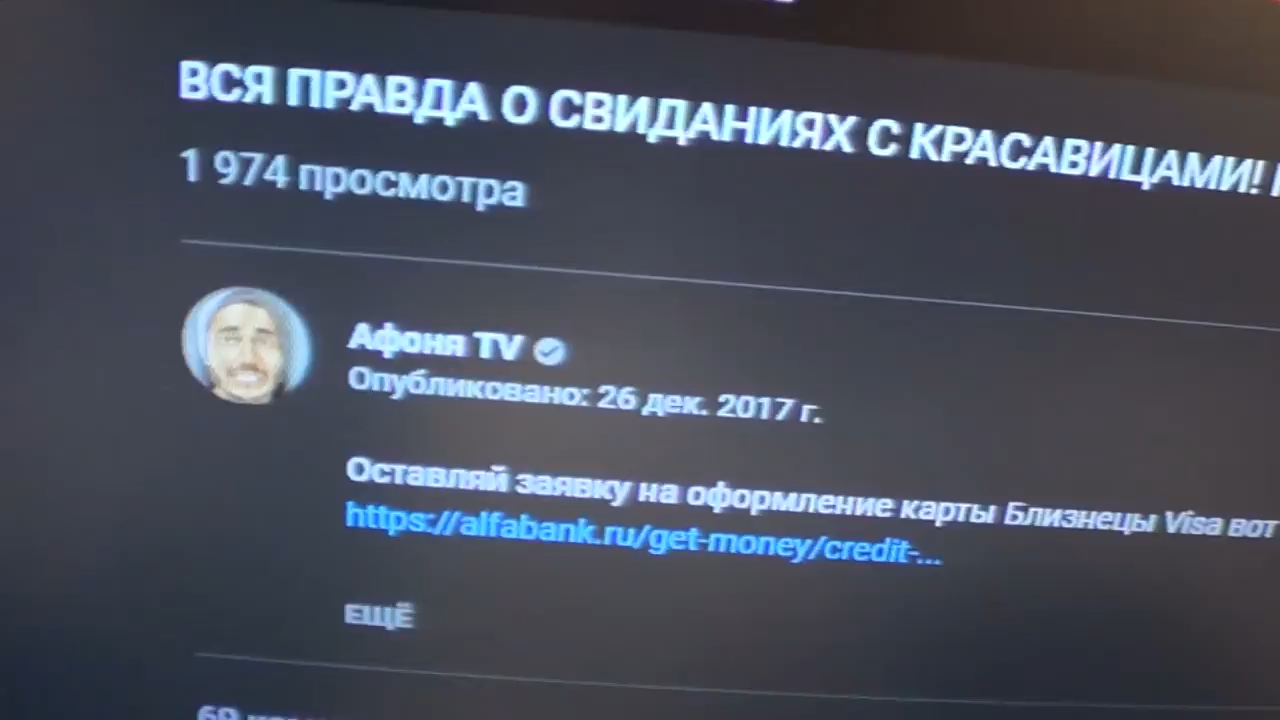 ВСЯ ПРАВДА О СВИДАНИЯХ С КРАСАВИЦАМИ!
1 974 просмотра
Афоня TV
Опубликовано: 26 дек. 2017 г.
Оставляй заявку на оформление карты Близнецы Visa вот
https://alfabank.ru/get-money/credit-...
ЕЩЁ